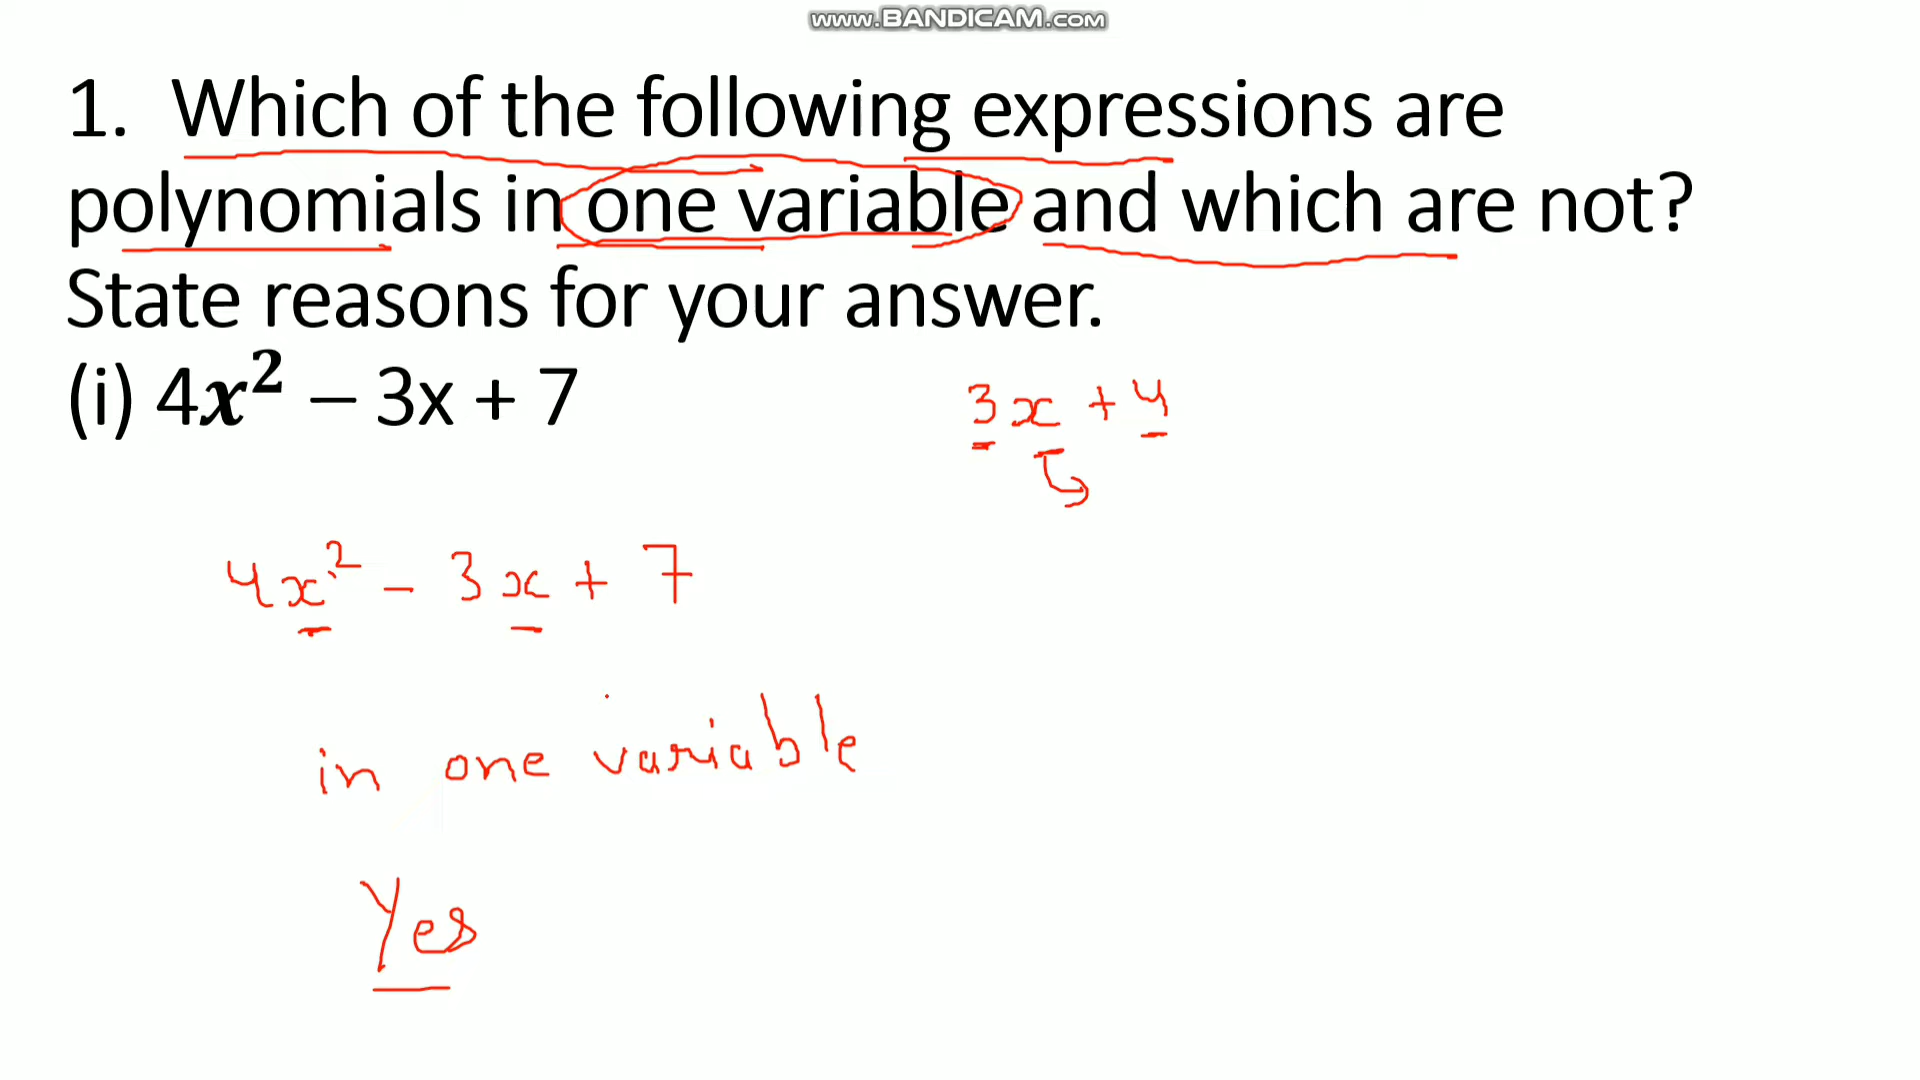 www.BANDICAM.com
1. Which of the following expressions are
polynomials in one variable and which are not?
State reasons for your answer.
(i) 4x² – 3x + 7
3x + 4
4x² - 3x + 7
in one variable
Yes